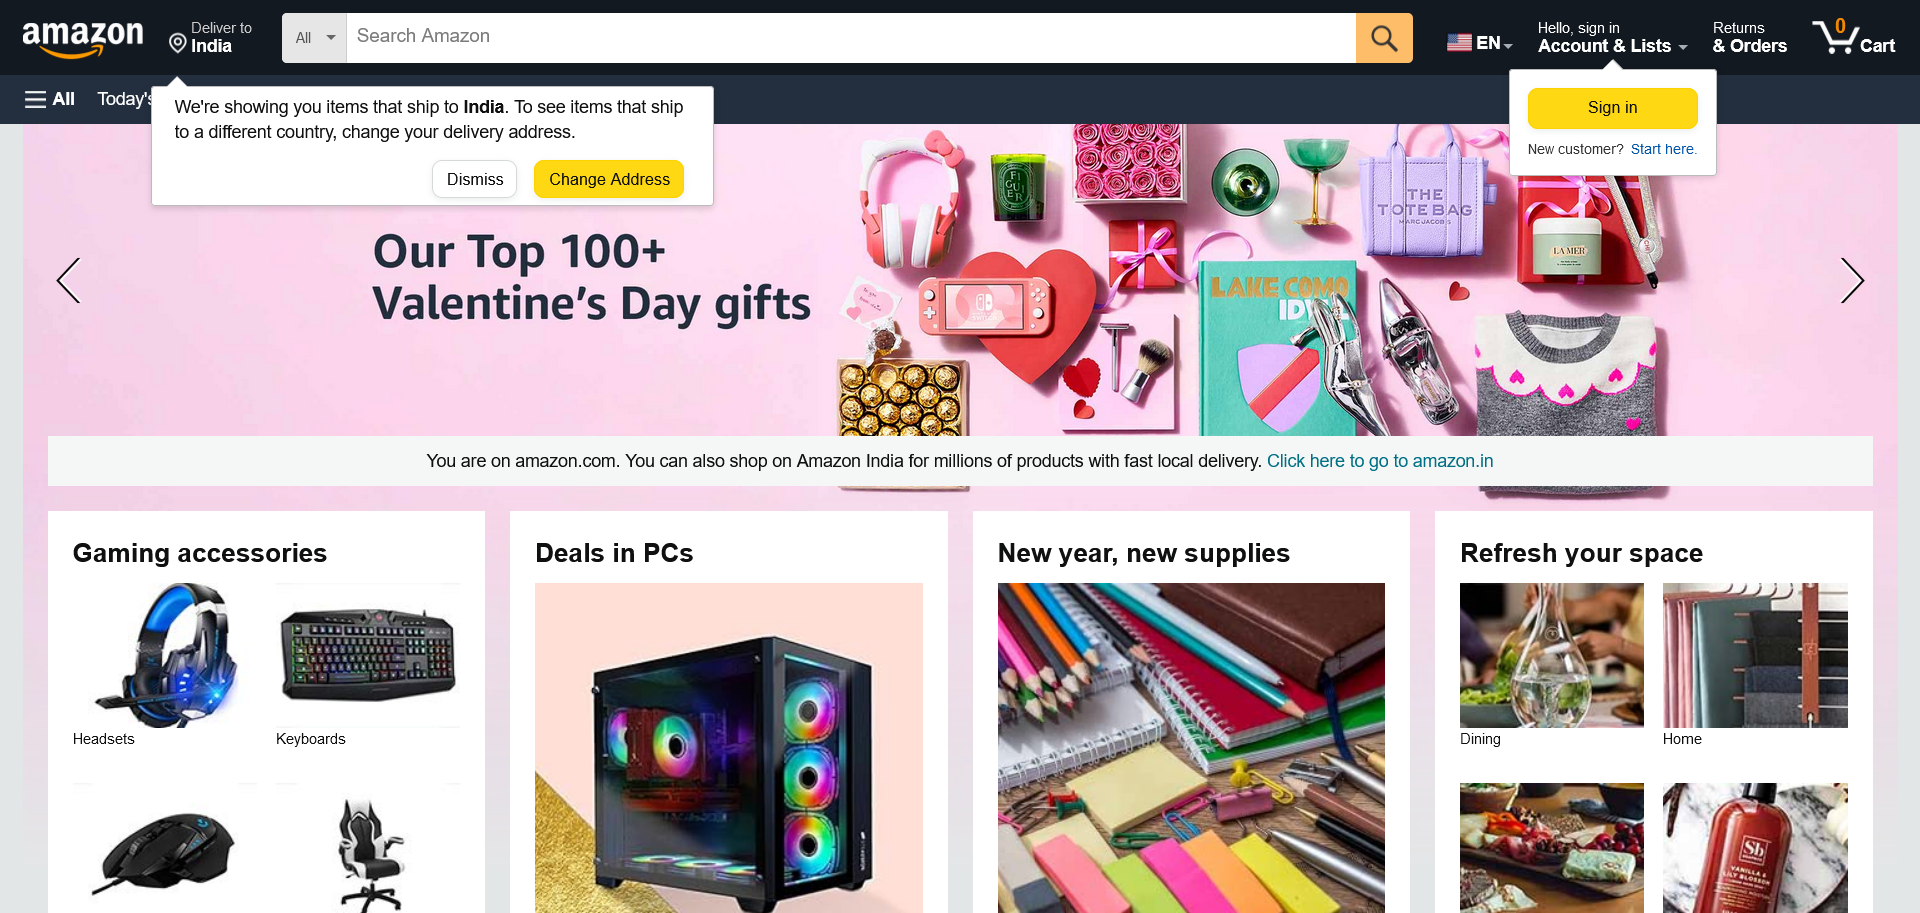 amazon
Deliver to
India
All
Search Amazon
EN
Hello, sign in
Account & Lists
Returns
& Orders
0
Cart
All
Today's
We're showing you items that ship to India. To see items that ship
to a different country, change your delivery address.
Dismiss
Change Address
Sign in
New customer? Start here.
Our Top 100+
Valentine's Day gifts
FIGUIER
THE
TOTE BAG
MARC JACOBS
LA MER
LAKE COMO
You are on amazon.com. You can also shop on Amazon India for millions of products with fast local delivery. Click here to go to amazon.in
Gaming accessories
Headsets
Keyboards
Deals in PCs
New year, new supplies
Refresh your space
Dining
Home
Sb
VANILLA &
LILY BLOSSOM